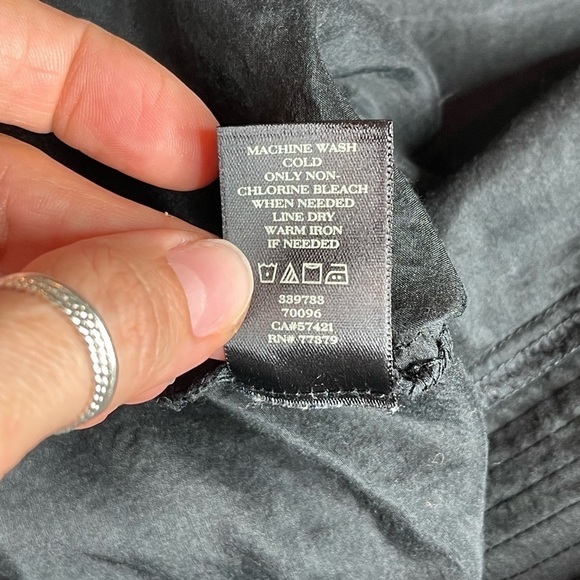 MACHINE WASH
COLD
ONLY NON-
CHLORINE BLEACH
WHEN NEEDED
LINE DRY
WARM IRON
IF NEEDED
339733
70096
CA#57421
RN# 77379